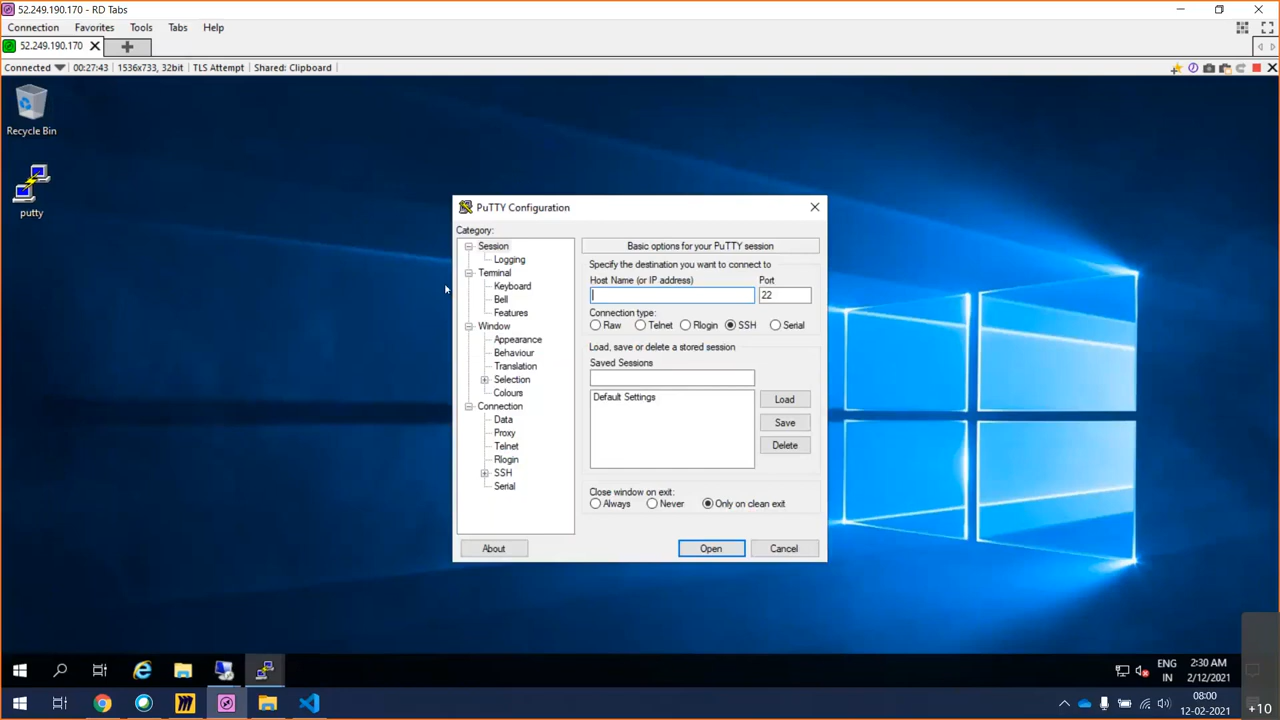 52.249.190.170 - RD Tabs
Connection Favorites Tools Tabs Help
52.249.190.170
Connected 00:27:43 1536x733, 32bit TLS Attempt Shared: Clipboard
Recycle Bin
putty
PuTTY Configuration
Category:
Session
Logging
Terminal
Keyboard
Bell
Features
Window
Appearance
Behaviour
Translation
Selection
Colours
Connection
Data
Proxy
Telnet
Rlogin
SSH
Serial
Basic options for your PuTTY session
Specify the destination you want to connect to
Host Name (or IP address) Port
22
Connection type:
Raw Telnet Rlogin SSH Serial
Load, save or delete a stored session
Saved Sessions
Default Settings
Load
Save
Delete
Close window on exit:
Always Never Only on clean exit
About Open Cancel
ENG 2:30 AM
IN 2/12/2021
08:00
12-02-2021
+10